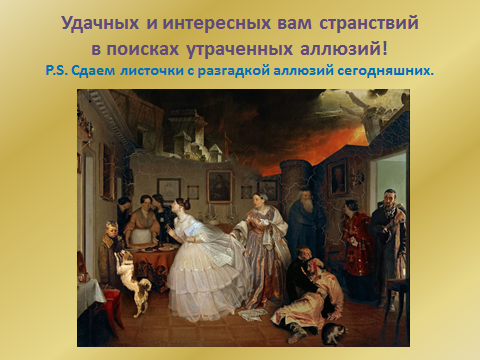 Удачных и интересных вам странствий
в поисках утраченных аллюзий!
P.S. Сдаем листочки с разгадкой аллюзий сегодняшних.